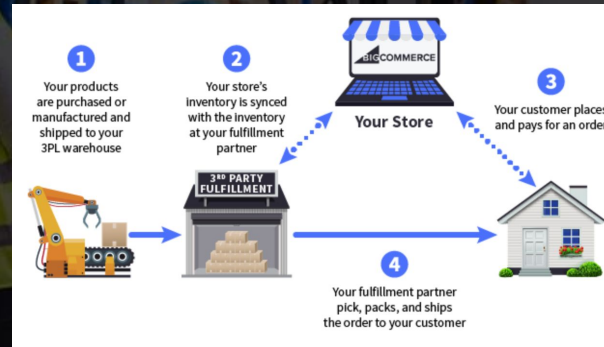 1
Your products
are purchased or
manufactured and
shipped to your
3PL warehouse
2
Your store's
inventory is synced
with the inventory
at your fulfillment
partner
BIGCOMMERCE
Your Store
3
Your customer places
and pays for an order
3RD PARTY
FULFILLMENT
4
Your fulfillment partner
pick, packs, and ships
the order to your customer